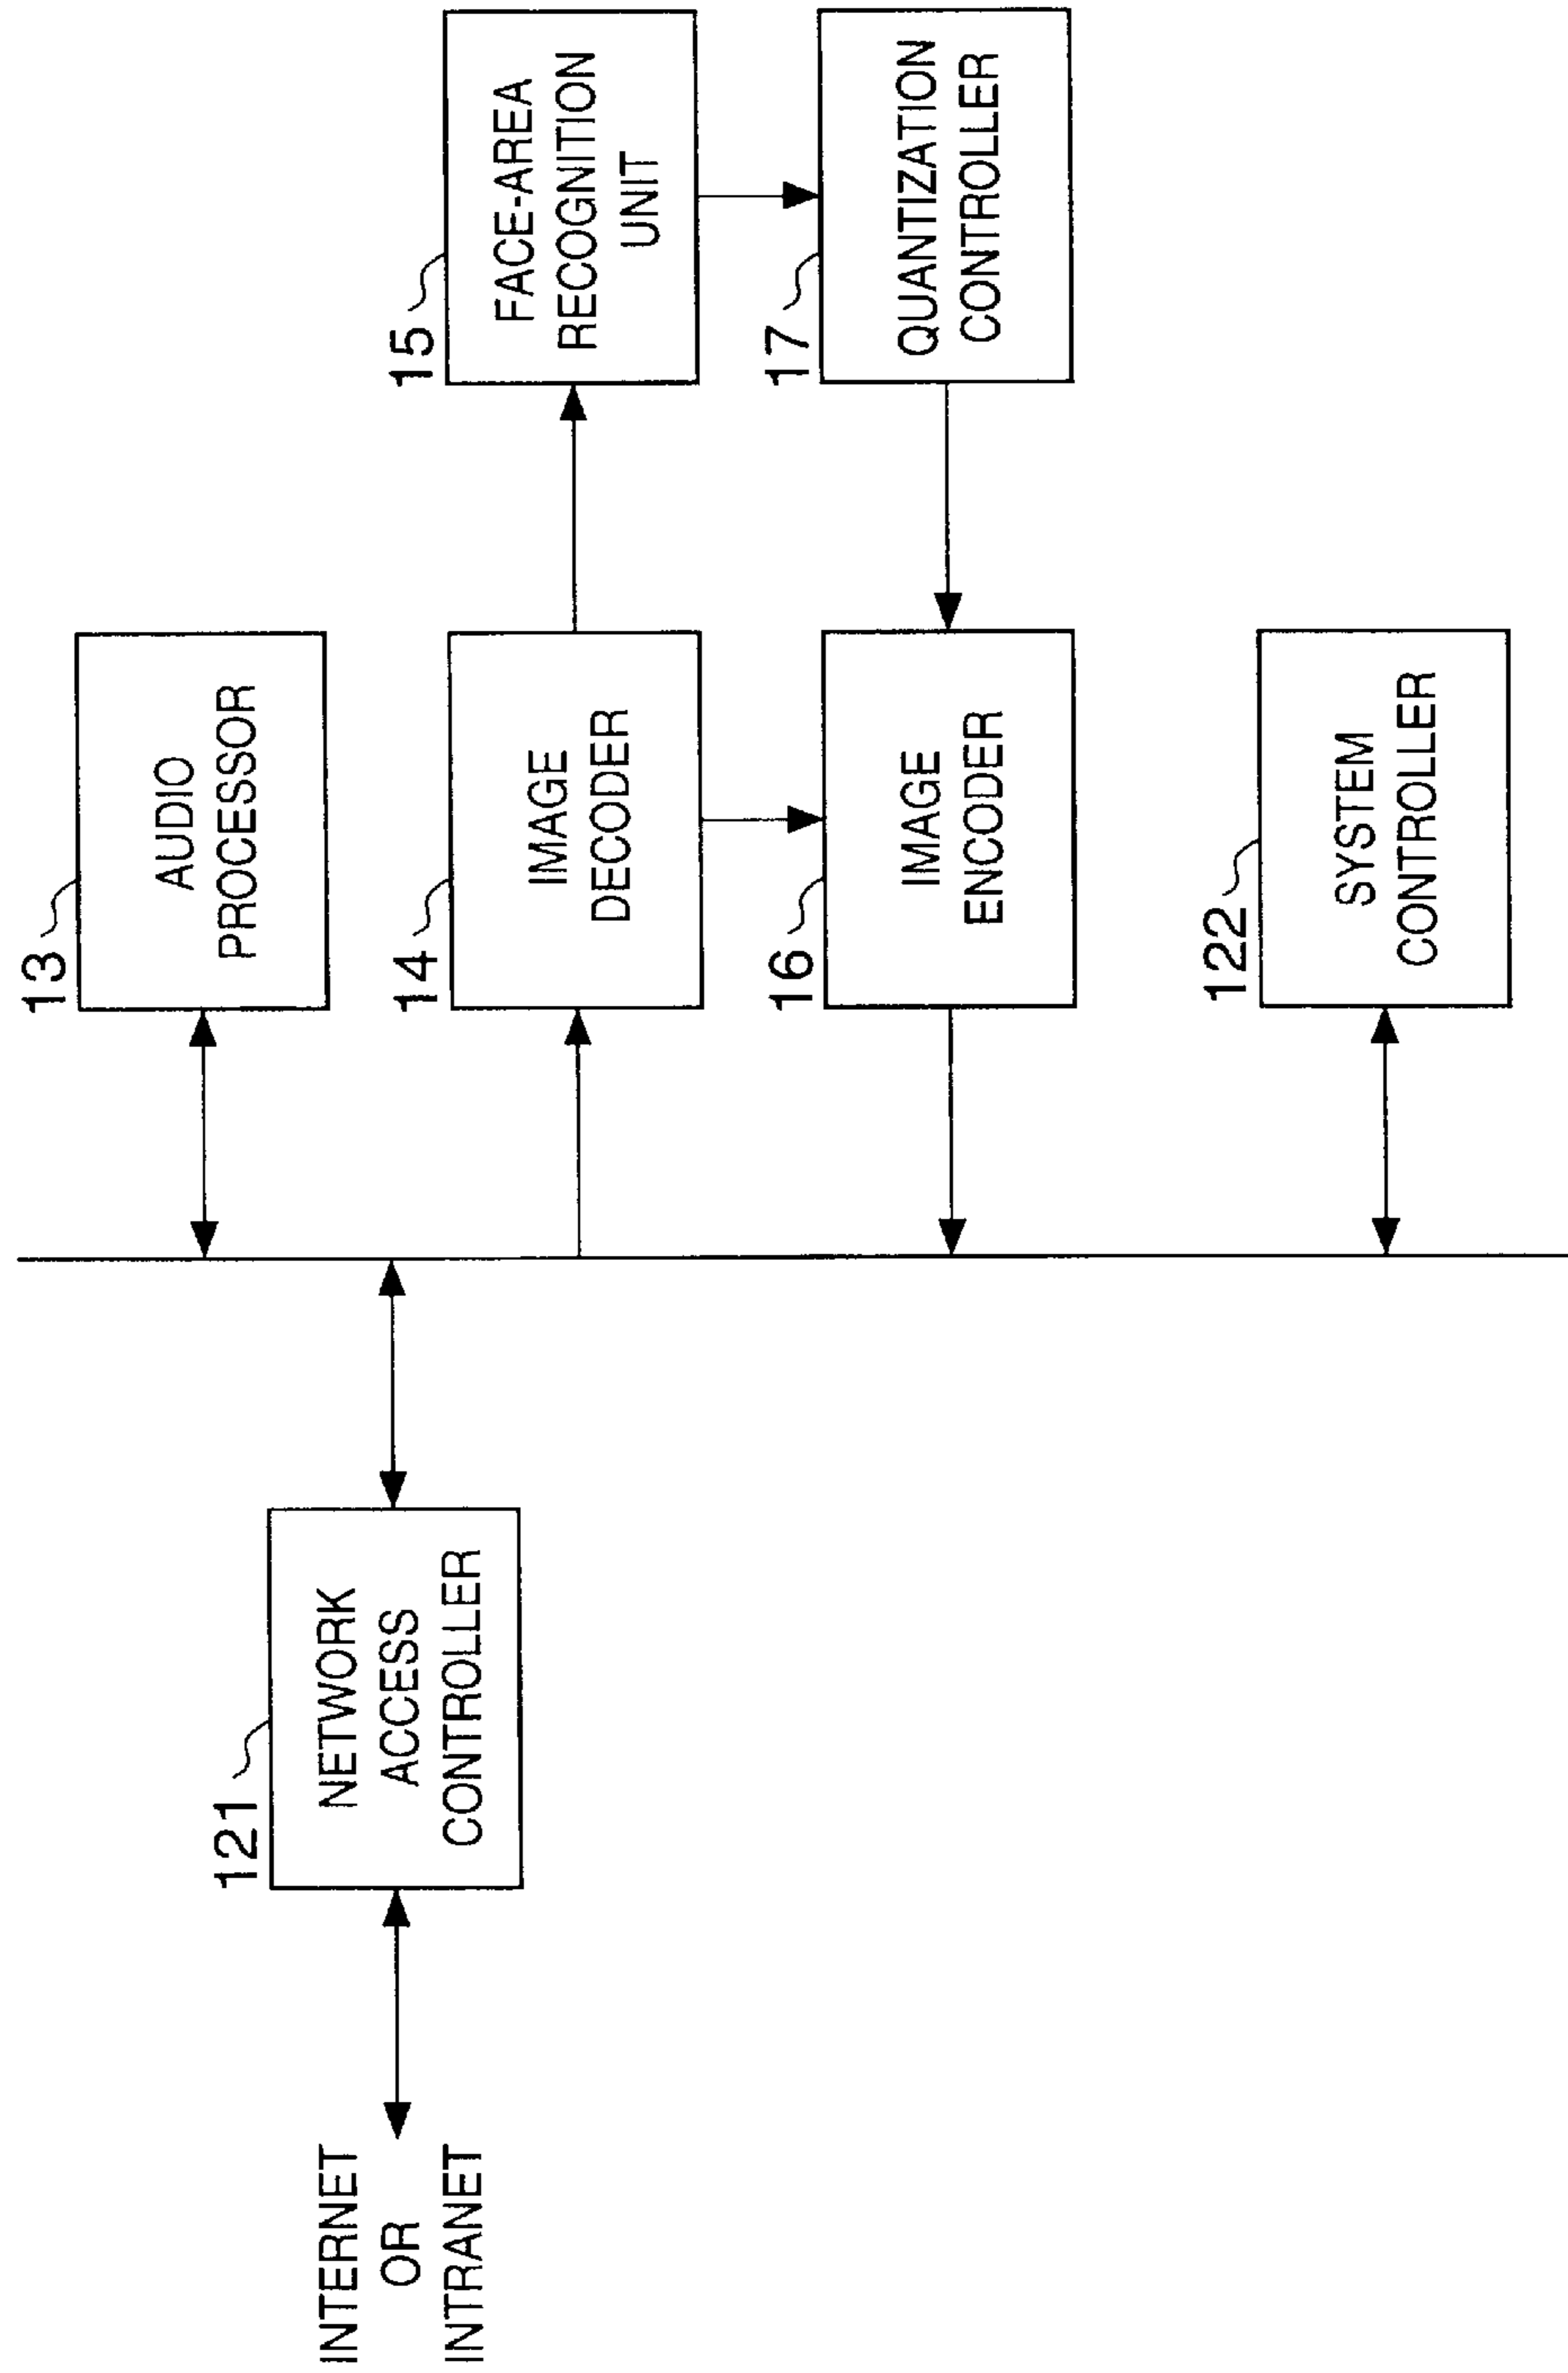 13
AUDIO
PROCESSOR
14
IMAGE
DECODER
15
FACE-AREA
RECOGNITION
UNIT
121
NETWORK
ACCESS
CONTROLLER
INTERNET
OR
INTRANET
16
IMAGE
ENCODER
17
QUANTIZATION
CONTROLLER
122
SYSTEM
CONTROLLER